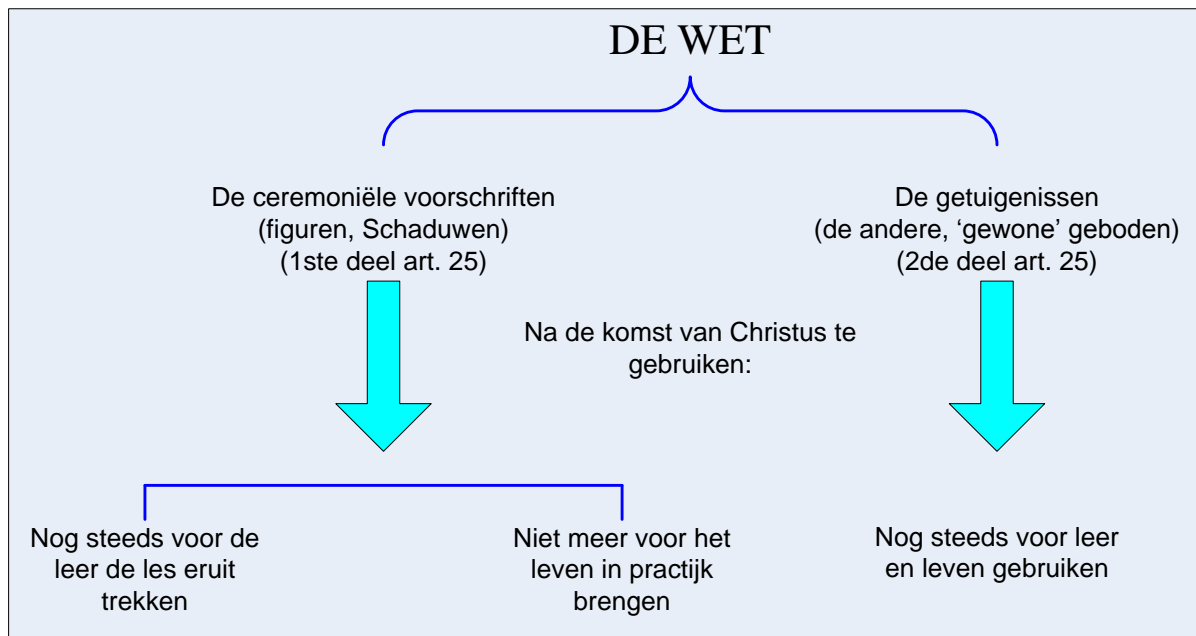 DE WET
De ceremoniële voorschriften
(figuren, Schaduwen)
(1ste deel art. 25)
De getuigenissen
(de andere, ‘gewone’ geboden)
(2de deel art. 25)
Na de komst van Christus te
gebruiken:
Nog steeds voor de
leer de les eruit
trekken
Niet meer voor het
leven in practijk
brengen
Nog steeds voor leer
en leven gebruiken